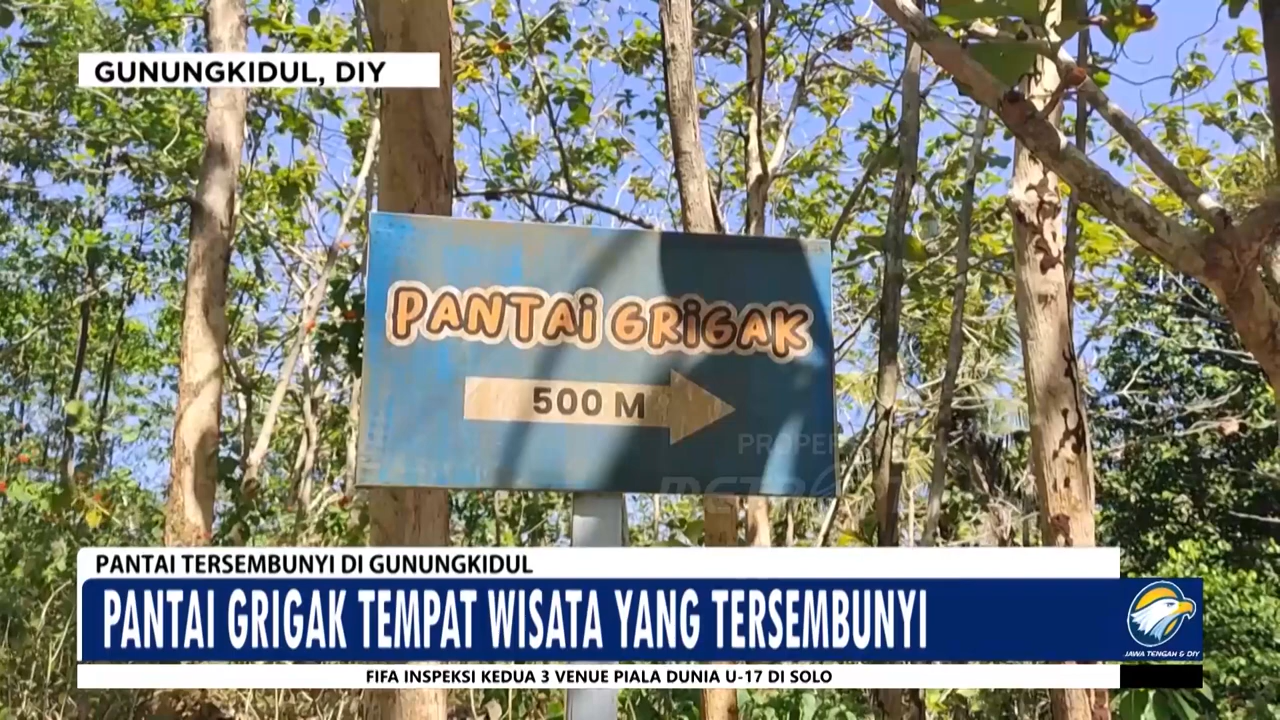 GUNUNGKIDUL, DIY
PANTAI GRIGAK
500 M
PANTAI TERSEMBUNYI DI GUNUNGKIDUL
PANTAI GRIGAK TEMPAT WISATA YANG TERSEMBUNYI
JAWA TENGAH & DIY
FIFA INSPEKSI KEDUA 3 VENUE PIALA DUNIA U-17 DI SOLO